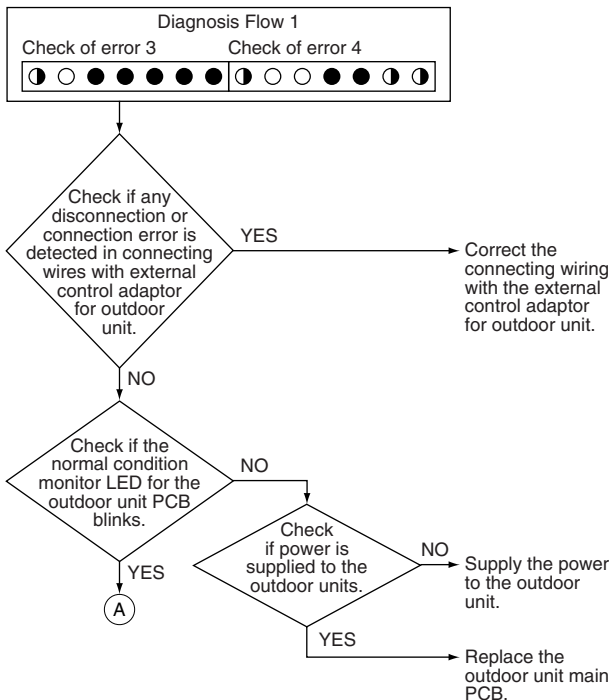 Diagnosis Flow 1
Check of error 3
Check of error 4
Check if any
disconnection or
connection error is
detected in connecting
wires with external
control adaptor
for outdoor
unit.
YES
Correct the
connecting wiring
with the external
control adaptor
for outdoor unit.
NO
Check if the
normal condition
monitor LED for the
outdoor unit PCB
blinks.
NO
Check
if power is
supplied to the
outdoor units.
NO
Supply the power
to the outdoor
unit.
YES
A
YES
Replace the
outdoor unit main
PCB.